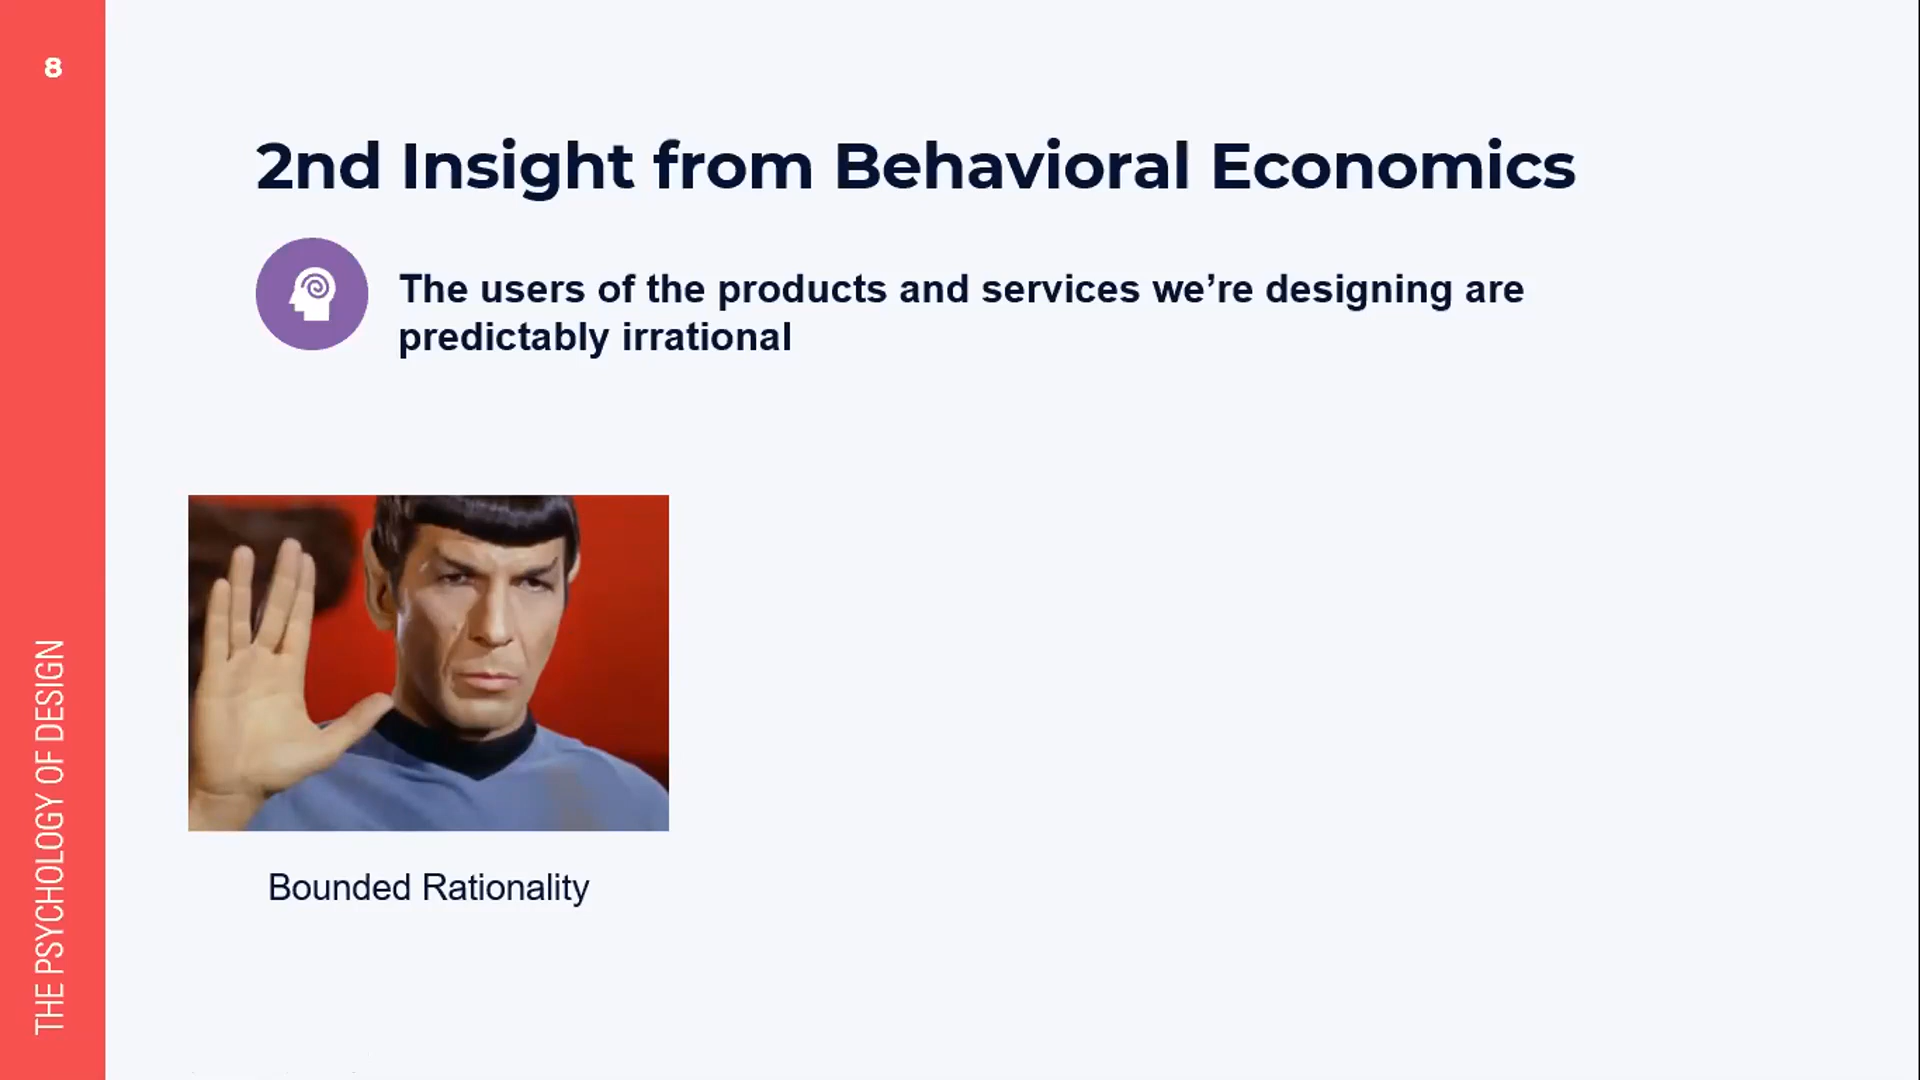 8
2nd Insight from Behavioral Economics
The users of the products and services we’re designing are
predictably irrational
Bounded Rationality
THE PSYCHOLOGY OF DESIGN